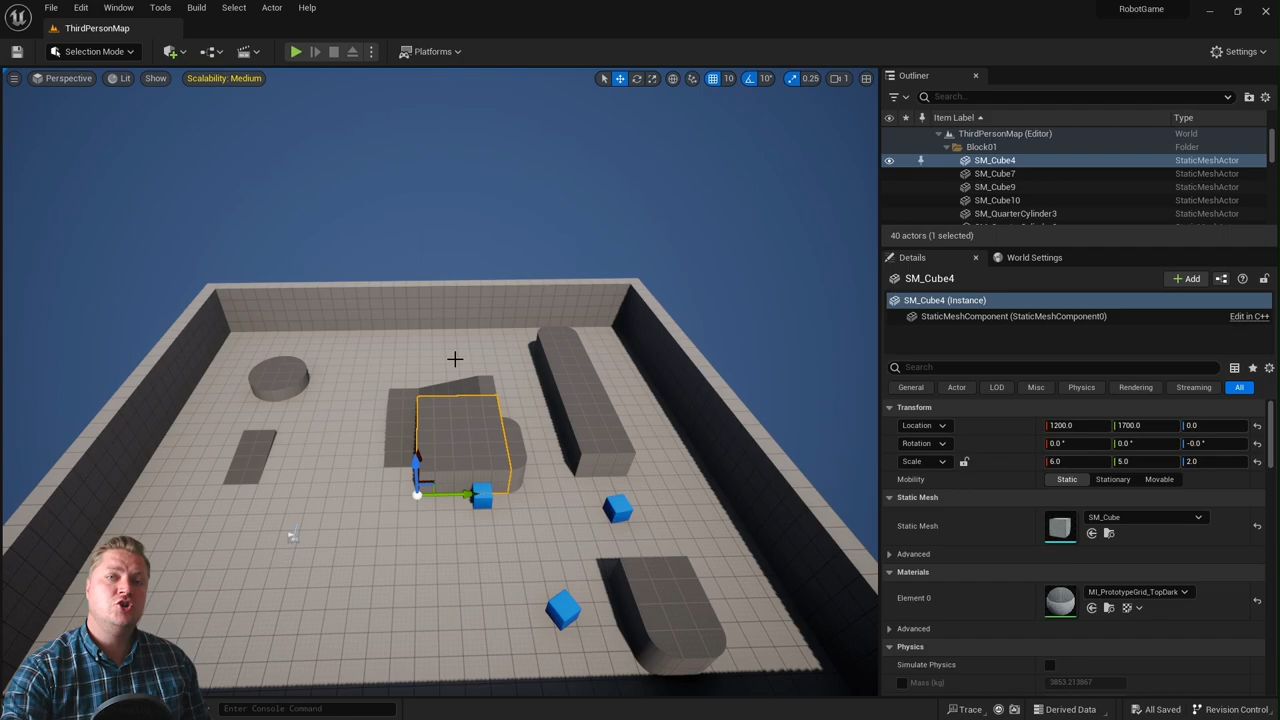 File Edit Window Tools Build Select Actor Help
RobotGame
ThirdPersonMap
Selection Mode
Platforms
Settings
Perspective Lit Show Scalability: Medium
10 10° 0.25 1
Outliner
Search...
Item Label Type
ThirdPersonMap (Editor) World
Block01 Folder
SM_Cube4 StaticMeshActor
SM_Cube7 StaticMeshActor
SM_Cube9 StaticMeshActor
SM_Cube10 StaticMeshActor
SM_QuarterCylinder3 StaticMeshActor
40 actors (1 selected)
Details World Settings
SM_Cube4
Add
SM_Cube4 (Instance)
StaticMeshComponent (StaticMeshComponent0) Edit in C++
Search
General Actor LOD Misc Physics Rendering Streaming All
Transform
Location 1200.0 1700.0 0.0
Rotation 0.0 ° 0.0 ° -0.0 °
Scale 6.0 5.0 2.0
Mobility Static Stationary Movable
Static Mesh
Static Mesh SM_Cube
Advanced
Materials
Element 0 MI_PrototypeGrid_TopDark
Advanced
Physics
Simulate Physics
Mass (kg) 3853.213867
Enter Console Command
Trace Derived Data All Saved Revision Control